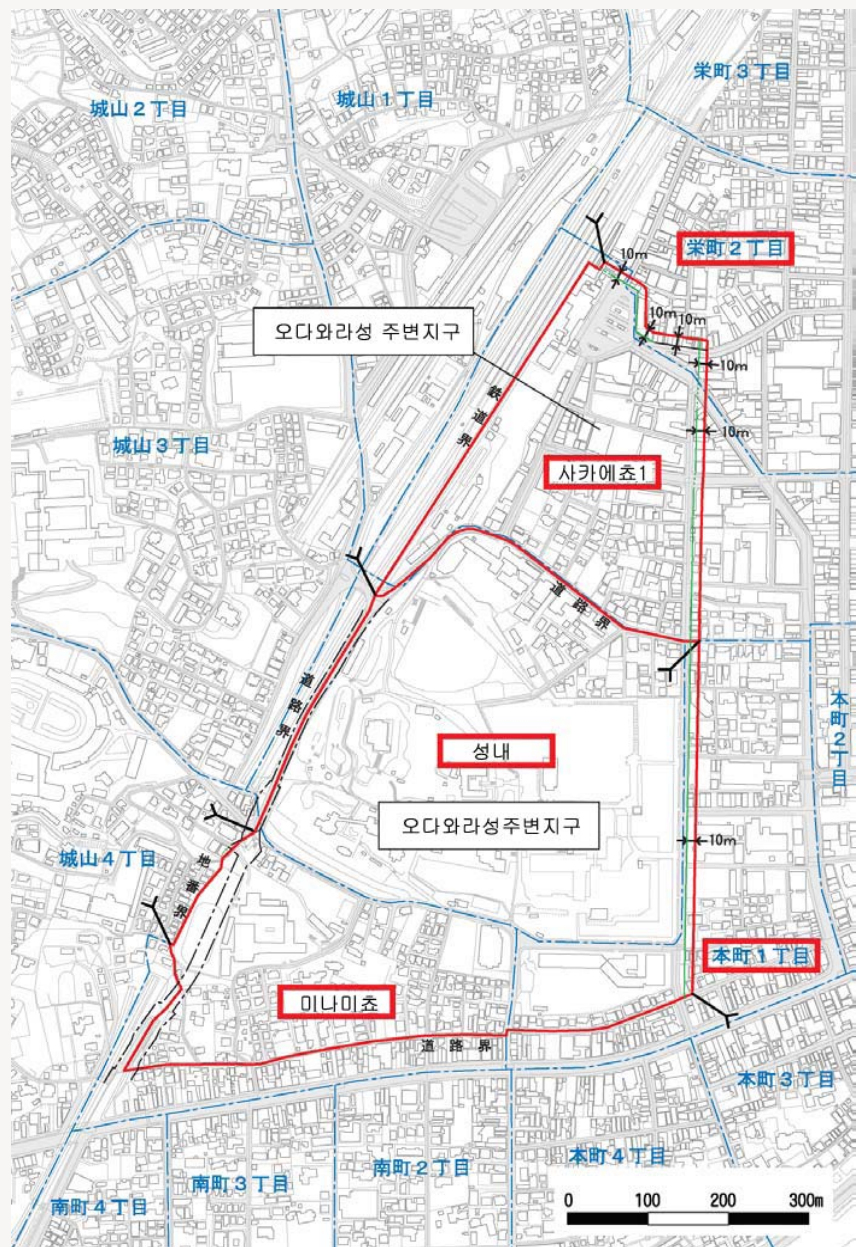 栄町3丁目
城山1丁目
城山2丁目
栄町2丁目
10m
10m
10m
오다와라성 주변지구
10m
鉄道界
10m
城山3丁目
사카에쵸1
道路界
道路界
本町2丁目
성내
오다와라성주변지구
10m
城山4丁目
地番界
本町1丁目
미나미쵸
道路界
本町3丁目
本町4丁目
南町2丁目
南町3丁目
南町4丁目
0 100 200 300m